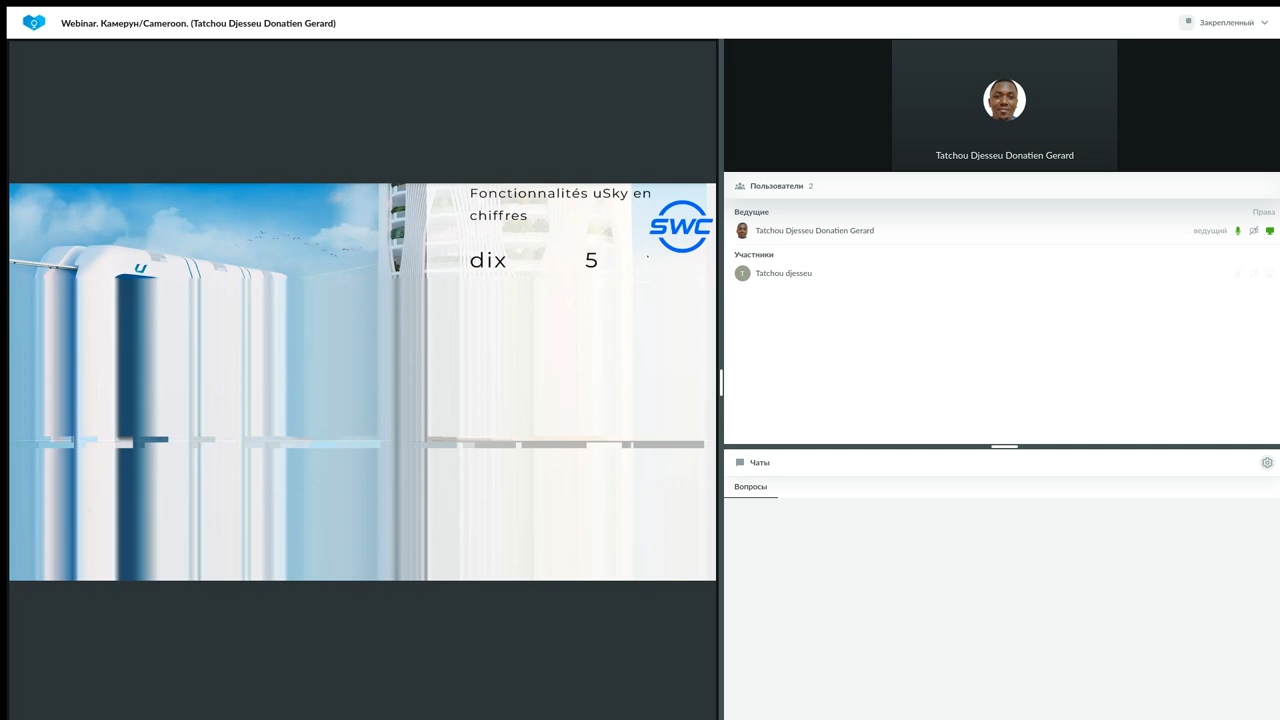 Webinar. Камерун/Cameroon. (Tatchou Djesseu Donatien Gerard)
Закрепленный
Fonctionnalités uSky en
chiffres
SWC
dix 5
U
Tatchou Djesseu Donatien Gerard
Пользователи 2
Ведущие Права
Tatchou Djesseu Donatien Gerard ведущий
Участники
T Tatchou djesseu
Чаты
Вопросы